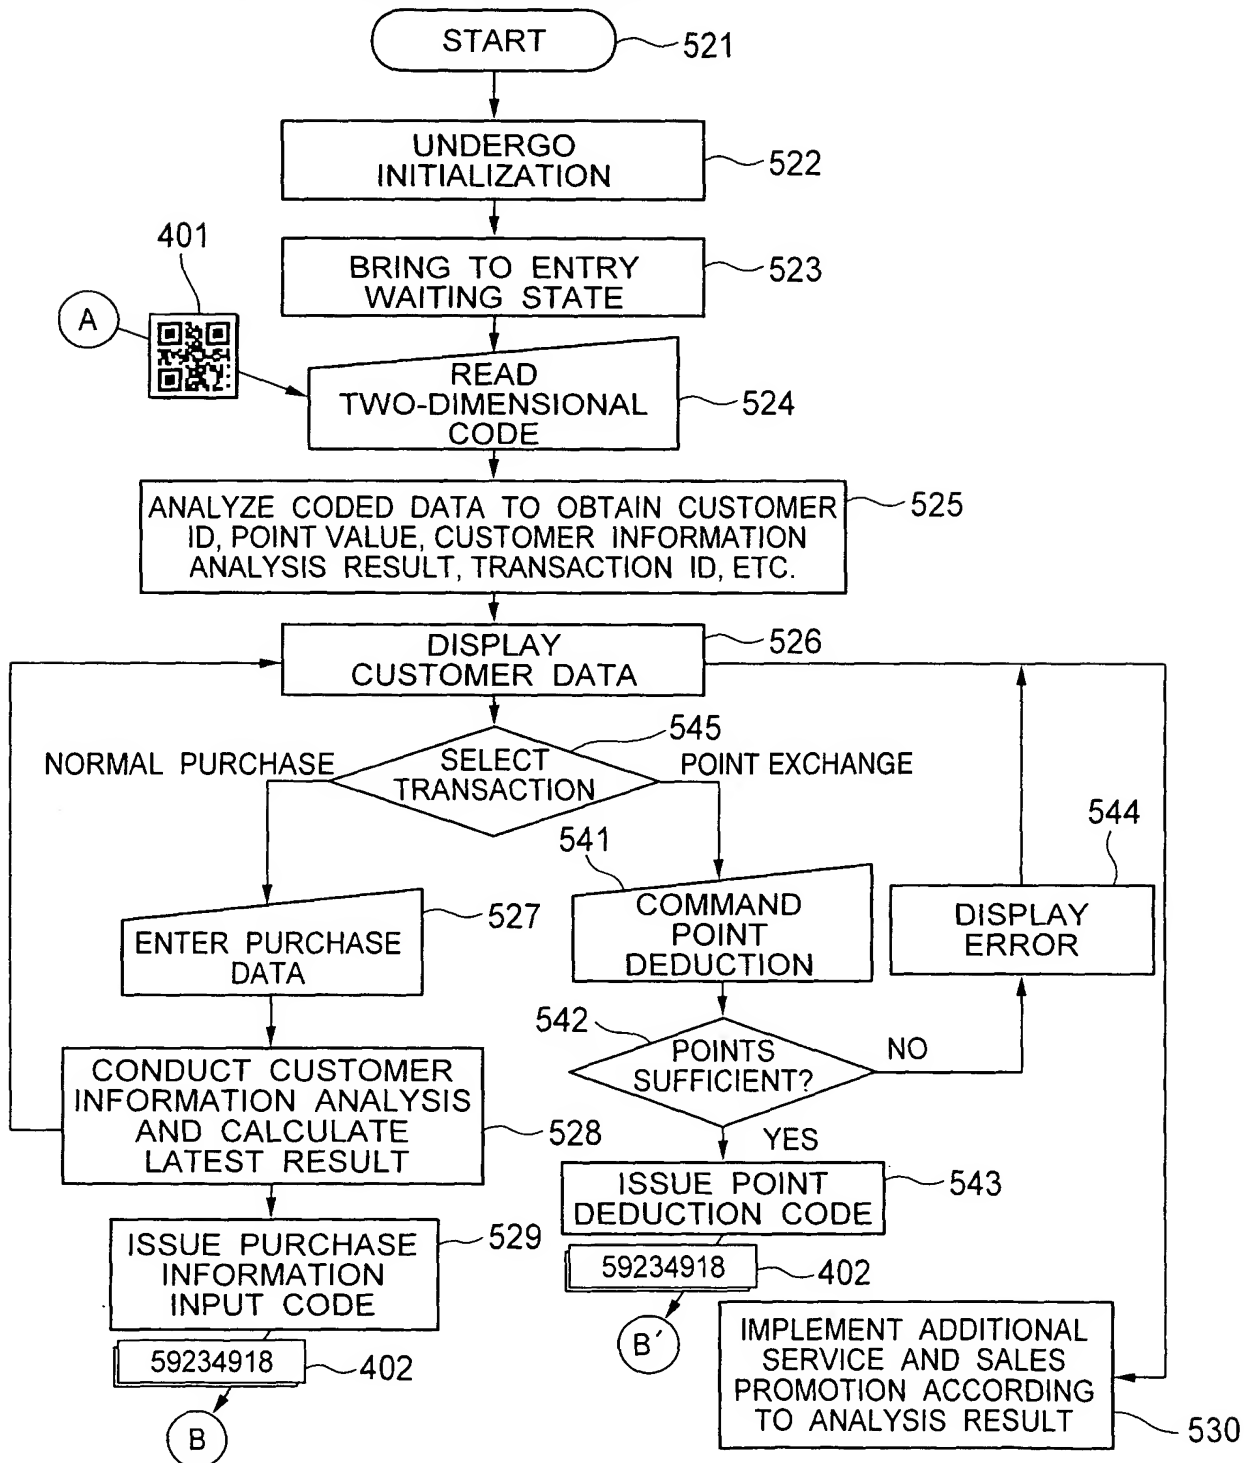 START
521
UNDERGO
INITIALIZATION
522
401
BRING TO ENTRY
WAITING STATE
523
A
READ
TWO-DIMENSIONAL
CODE
524
ANALYZE CODED DATA TO OBTAIN CUSTOMER
ID, POINT VALUE, CUSTOMER INFORMATION
ANALYSIS RESULT, TRANSACTION ID, ETC.
525
DISPLAY
CUSTOMER DATA
526
545
NORMAL PURCHASE
SELECT
TRANSACTION
POINT EXCHANGE
541
544
527
ENTER PURCHASE
DATA
COMMAND
POINT
DEDUCTION
DISPLAY
ERROR
542
POINTS
SUFFICIENT?
NO
YES
CONDUCT CUSTOMER
INFORMATION ANALYSIS
AND CALCULATE
LATEST RESULT
528
ISSUE POINT
DEDUCTION CODE
543
59234918
402
B´
ISSUE PURCHASE
INFORMATION
INPUT CODE
529
59234918
402
B
IMPLEMENT ADDITIONAL
SERVICE AND SALES
PROMOTION ACCORDING
TO ANALYSIS RESULT
530